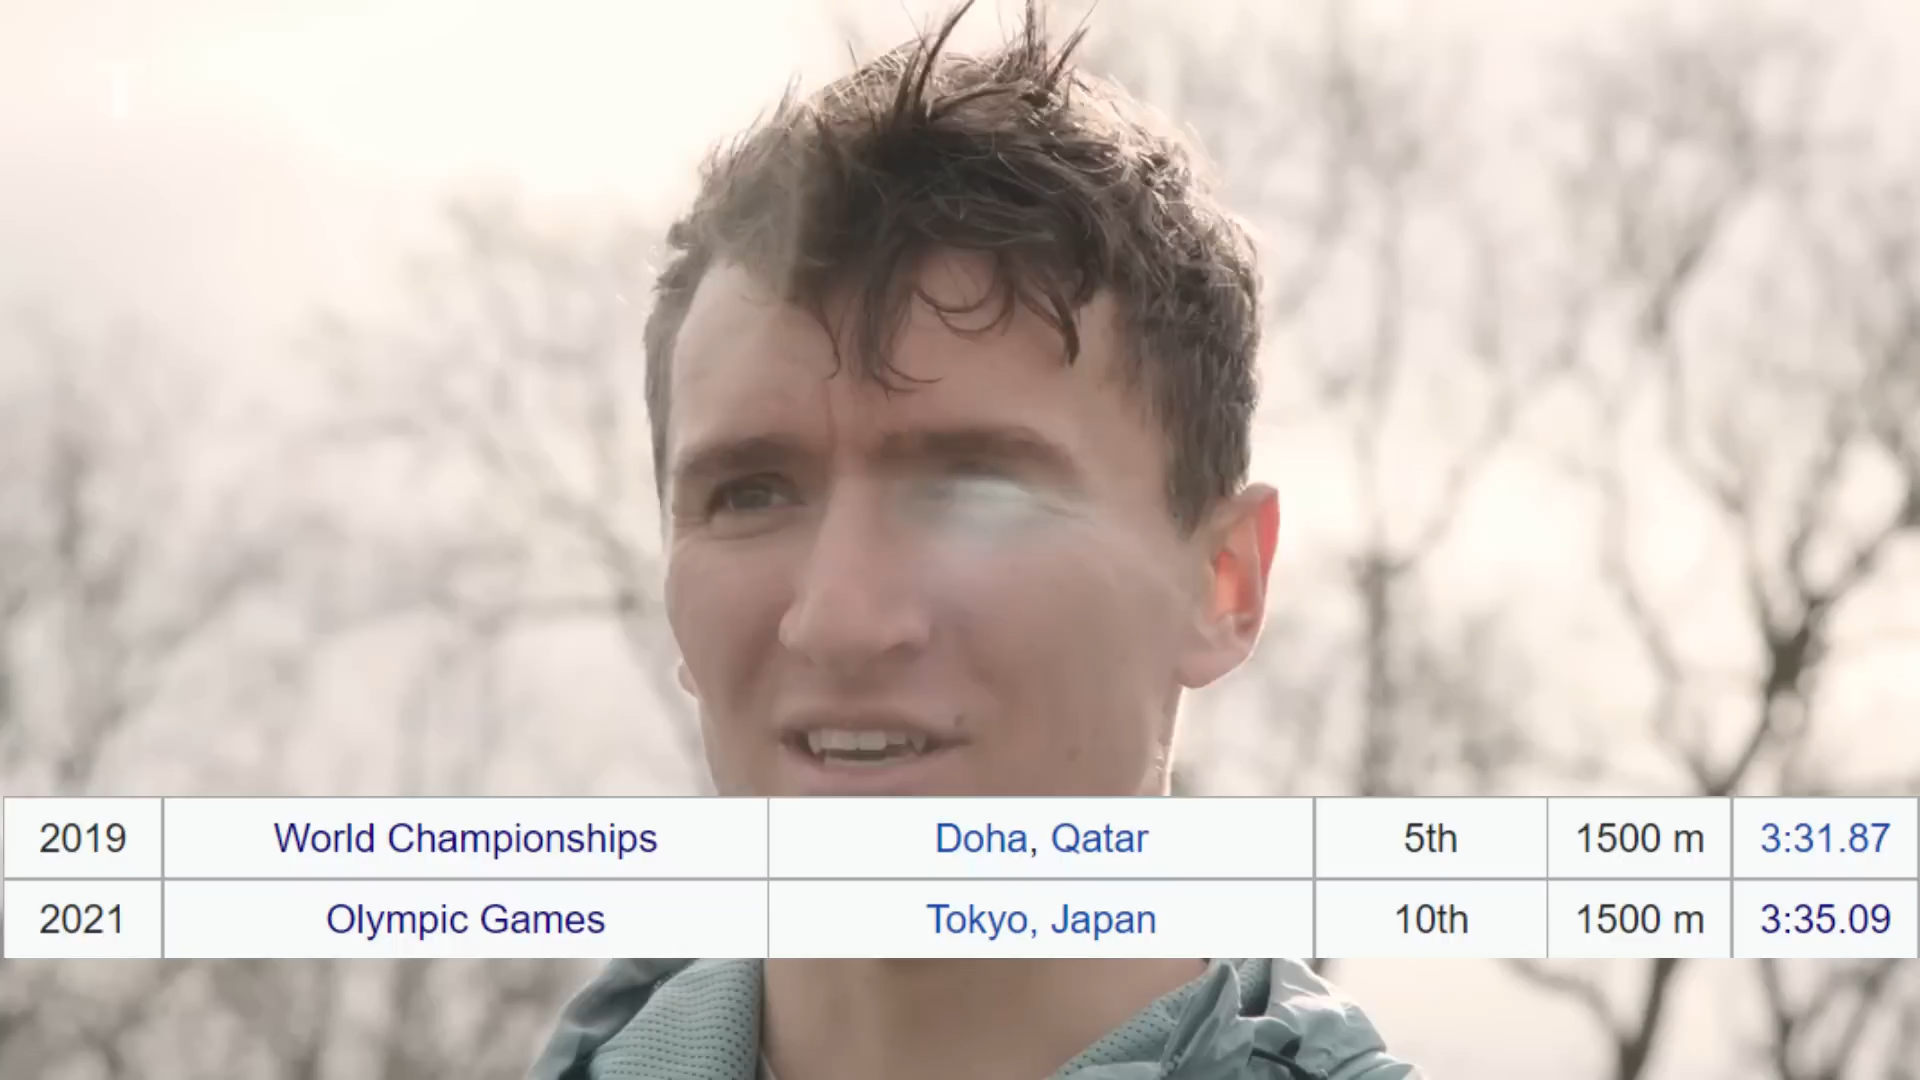 2019 World Championships Doha, Qatar 5th 1500 m 3:31.87
2021 Olympic Games Tokyo, Japan 10th 1500 m 3:35.09